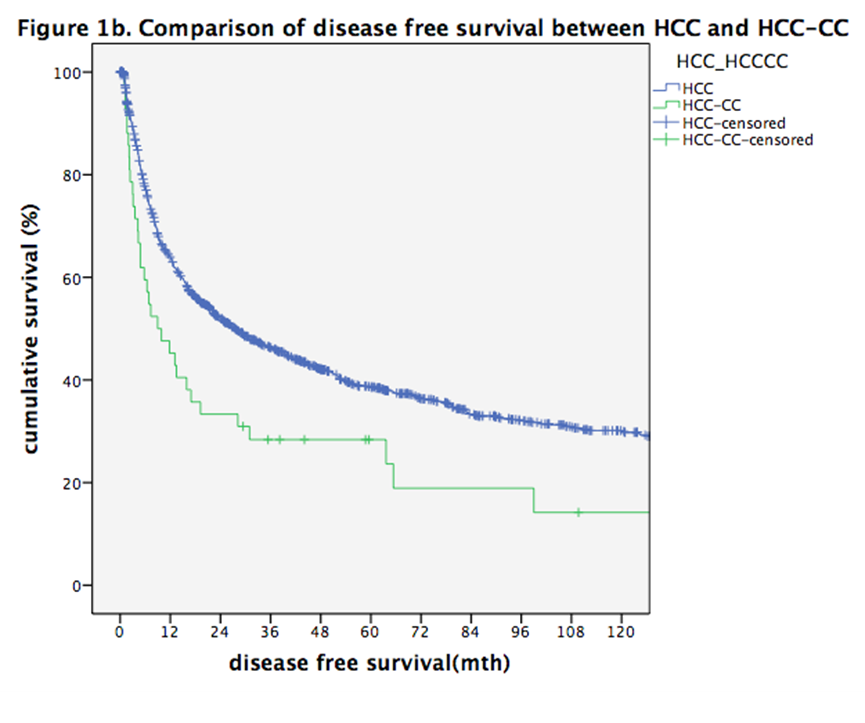 Figure 1b. Comparison of disease free survival between HCC and HCC-CC
HCC_HCCCC
HCC
HCC-CC
HCC-censored
HCC-CC-censored
cumulative survival (%)
100
80
60
40
20
0
0 12 24 36 48 60 72 84 96 108 120
disease free survival(mth)